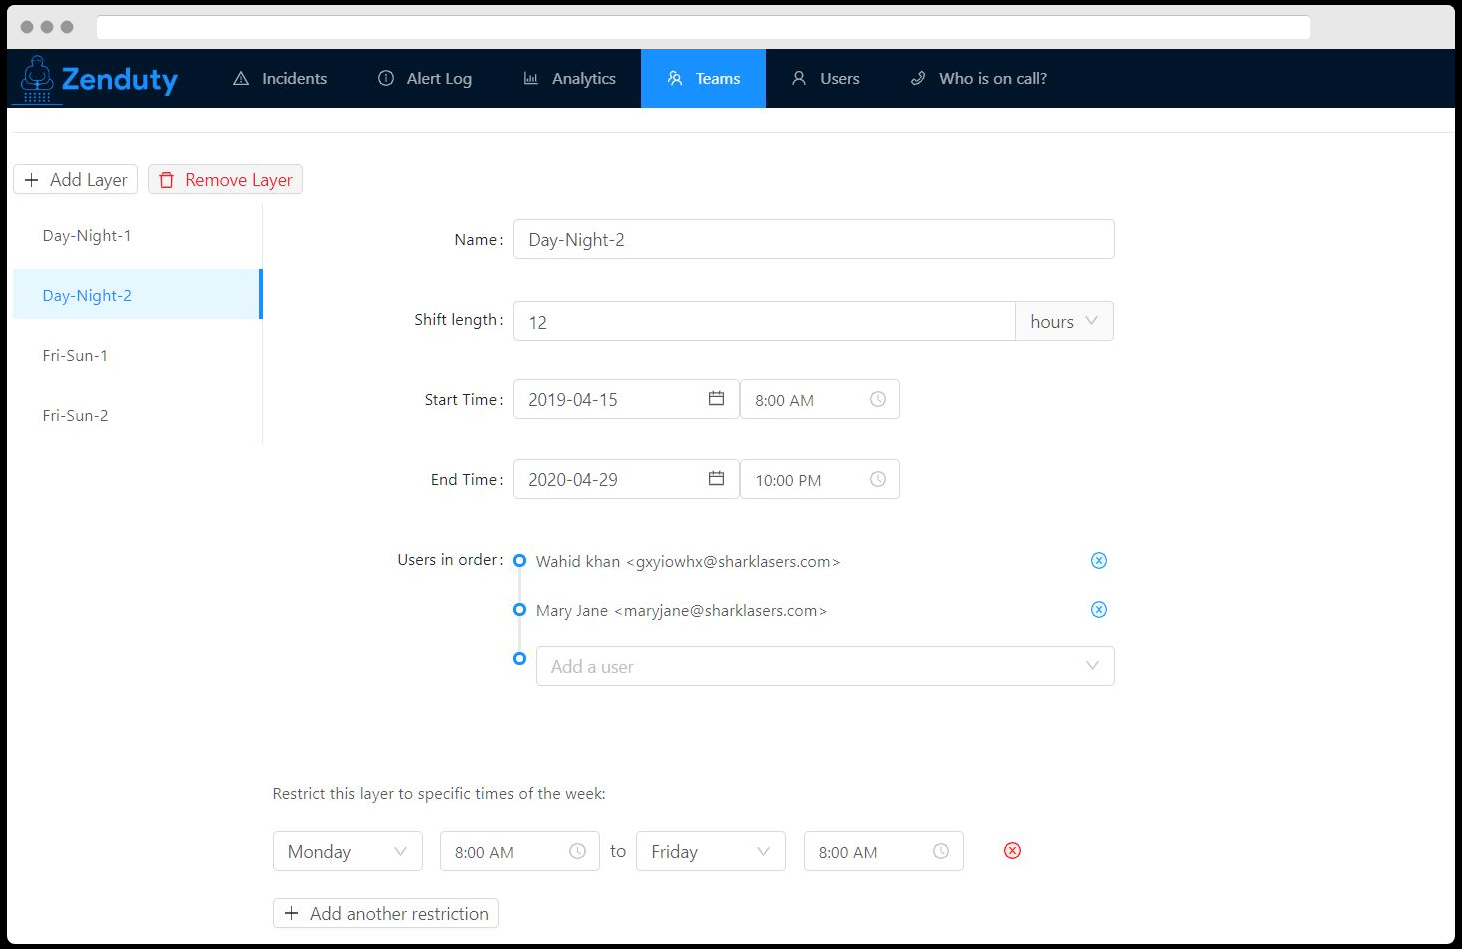 Zenduty Incidents Alert Log Analytics Teams Users Who is on call?
Add Layer Remove Layer
Day-Night-1
Day-Night-2
Fri-Sun-1
Fri-Sun-2
Name: Day-Night-2
Shift length: 12 hours
Start Time: 2019-04-15 8:00 AM
End Time: 2020-04-29 10:00 PM
Users in order: Wahid khan <gxyiowhx@sharklasers.com>
Mary Jane <maryjane@sharklasers.com>
Add a user
Restrict this layer to specific times of the week:
Monday 8:00 AM to Friday 8:00 AM
Add another restriction